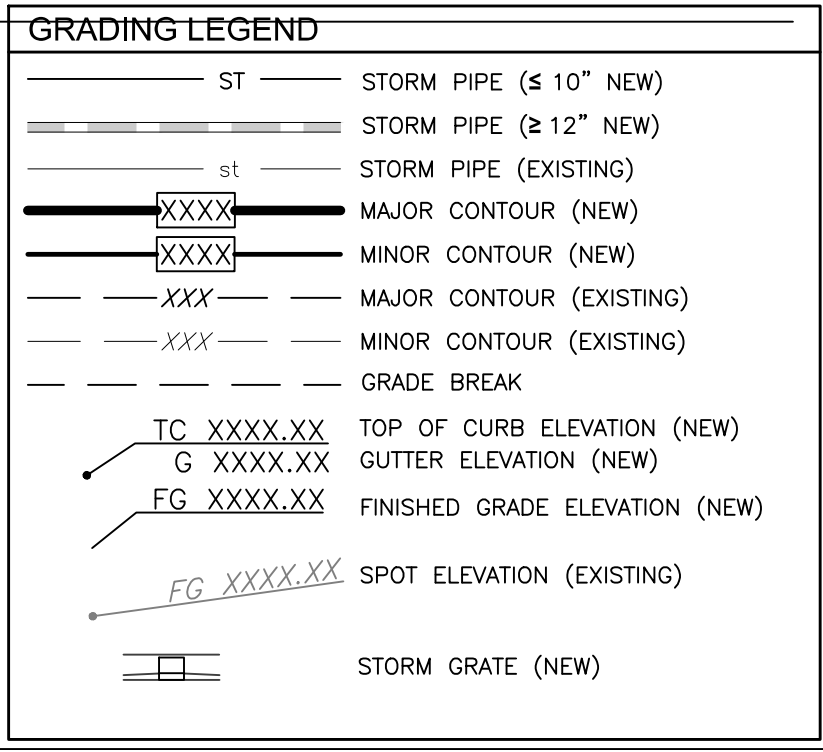 GRADING LEGEND
ST STORM PIPE (≤ 10” NEW)
STORM PIPE (≥ 12” NEW)
st STORM PIPE (EXISTING)
XXXX MAJOR CONTOUR (NEW)
XXXX MINOR CONTOUR (NEW)
XXX MAJOR CONTOUR (EXISTING)
XXX MINOR CONTOUR (EXISTING)
GRADE BREAK
TC XXXX.XX TOP OF CURB ELEVATION (NEW)
G XXXX.XX GUTTER ELEVATION (NEW)
FG XXXX.XX FINISHED GRADE ELEVATION (NEW)
FG XXXX.XX SPOT ELEVATION (EXISTING)
STORM GRATE (NEW)